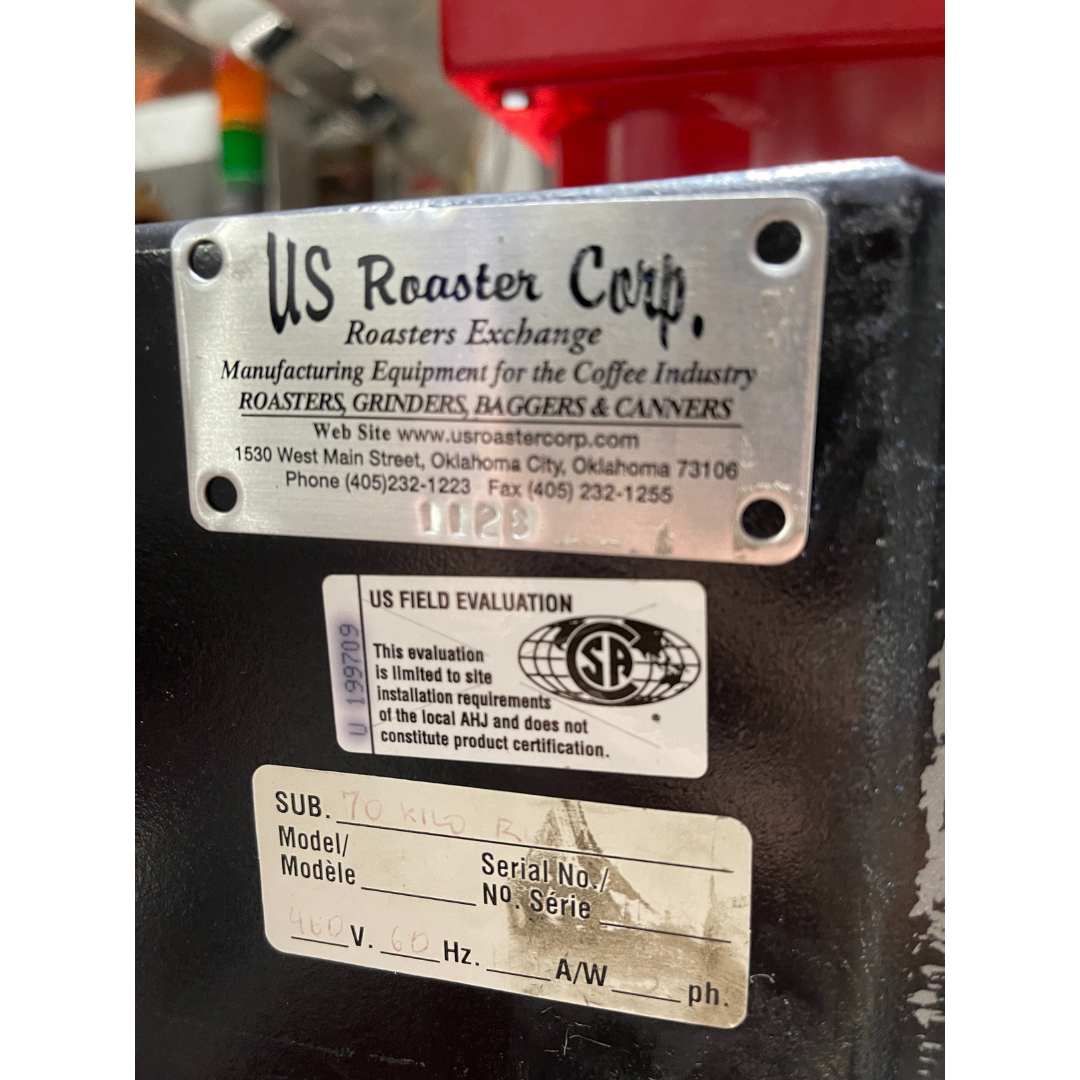 US Roaster Corp.
Roasters Exchange
Manufacturing Equipment for the Coffee Industry
ROASTERS, GRINDERS, BAGGERS & CANNERS
Web Site www.usroastercorp.com
1530 West Main Street, Oklahoma City, Oklahoma 73106
Phone (405)232-1223 Fax (405) 232-1255
U 199709
US FIELD EVALUATION
This evaluation
is limited to site
installation requirements
of the local AHJ and does not
constitute product certification.
CSA
SUB. 70 KILO
Model/
Modèle
Serial No./
Nº. Série
460 V. 60 Hz. A/W ph.